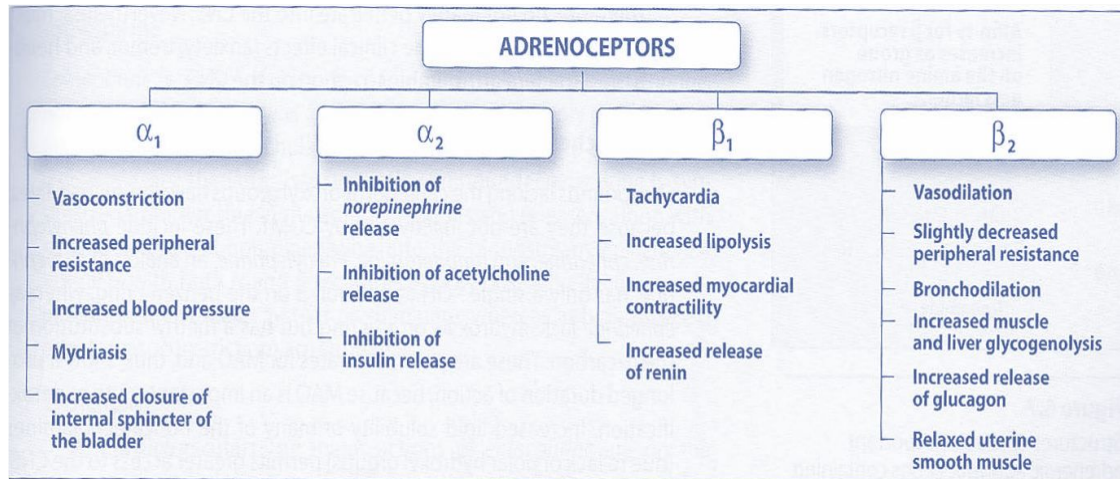 ADRENOCEPTORS
α1
Vasoconstriction
Increased peripheral
resistance
Increased blood pressure
Mydriasis
Increased closure of
internal sphincter of
the bladder
α2
Inhibition of
norepinephrine
release
Inhibition of acetylcholine
release
Inhibition of
insulin release
β1
Tachycardia
Increased lipolysis
Increased myocardial
contractility
Increased release
of renin
β2
Vasodilation
Slightly decreased
peripheral resistance
Bronchodilation
Increased muscle
and liver glycogenolysis
Increased release
of glucagon
Relaxed uterine
smooth muscle